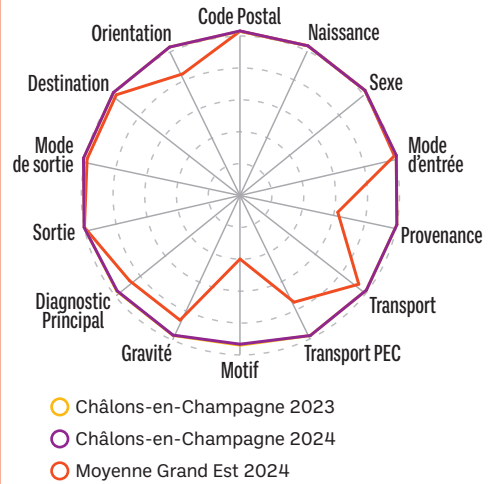 Code Postal
Naissance
Sexe
Mode
d'entrée
Provenance
Transport
Transport PEC
Motif
Gravité
Diagnostic
Principal
Sortie
Mode
de sortie
Destination
Orientation
Châlons-en-Champagne 2023
Châlons-en-Champagne 2024
Moyenne Grand Est 2024